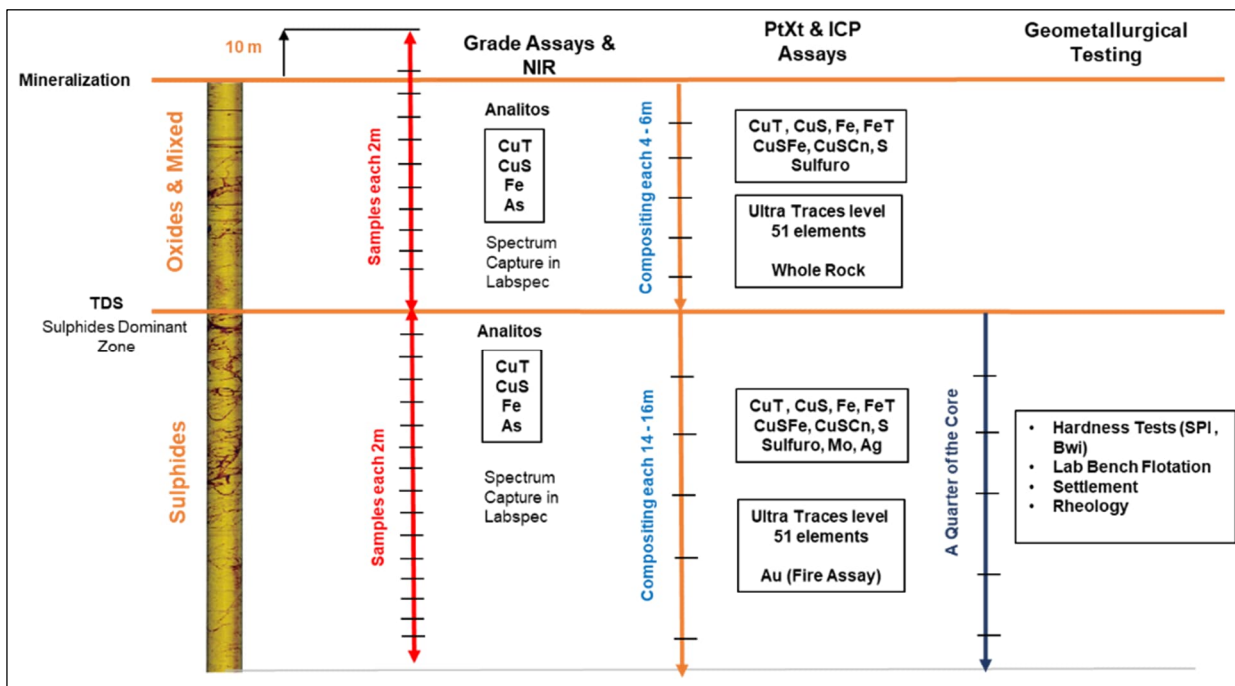 Grade Assays &
NIR
PtXt & ICP
Assays
Geometallurgical
Testing
10 m
Mineralization
Oxides & Mixed
Samples each 2m
Analitos
CuT
CuS
Fe
As
Spectrum
Capture in
Labspec
Compositing each 4 - 6m
CuT, CuS, Fe, FeT
CuSFe, CuSCn, S
Sulfuro
Ultra Traces level
51 elements
Whole Rock
TDS
Sulphides Dominant
Zone
Sulphides
Samples each 2m
Analitos
CuT
CuS
Fe
As
Spectrum
Capture in
Labspec
Compositing each 14 - 16m
CuT, CuS, Fe, FeT
CuSFe, CuSCn, S
Sulfuro, Mo, Ag
Ultra Traces level
51 elements
Au (Fire Assay)
A Quarter of the Core
• Hardness Tests (SPI ,
Bwi)
• Lab Bench Flotation
• Settlement
• Rheology